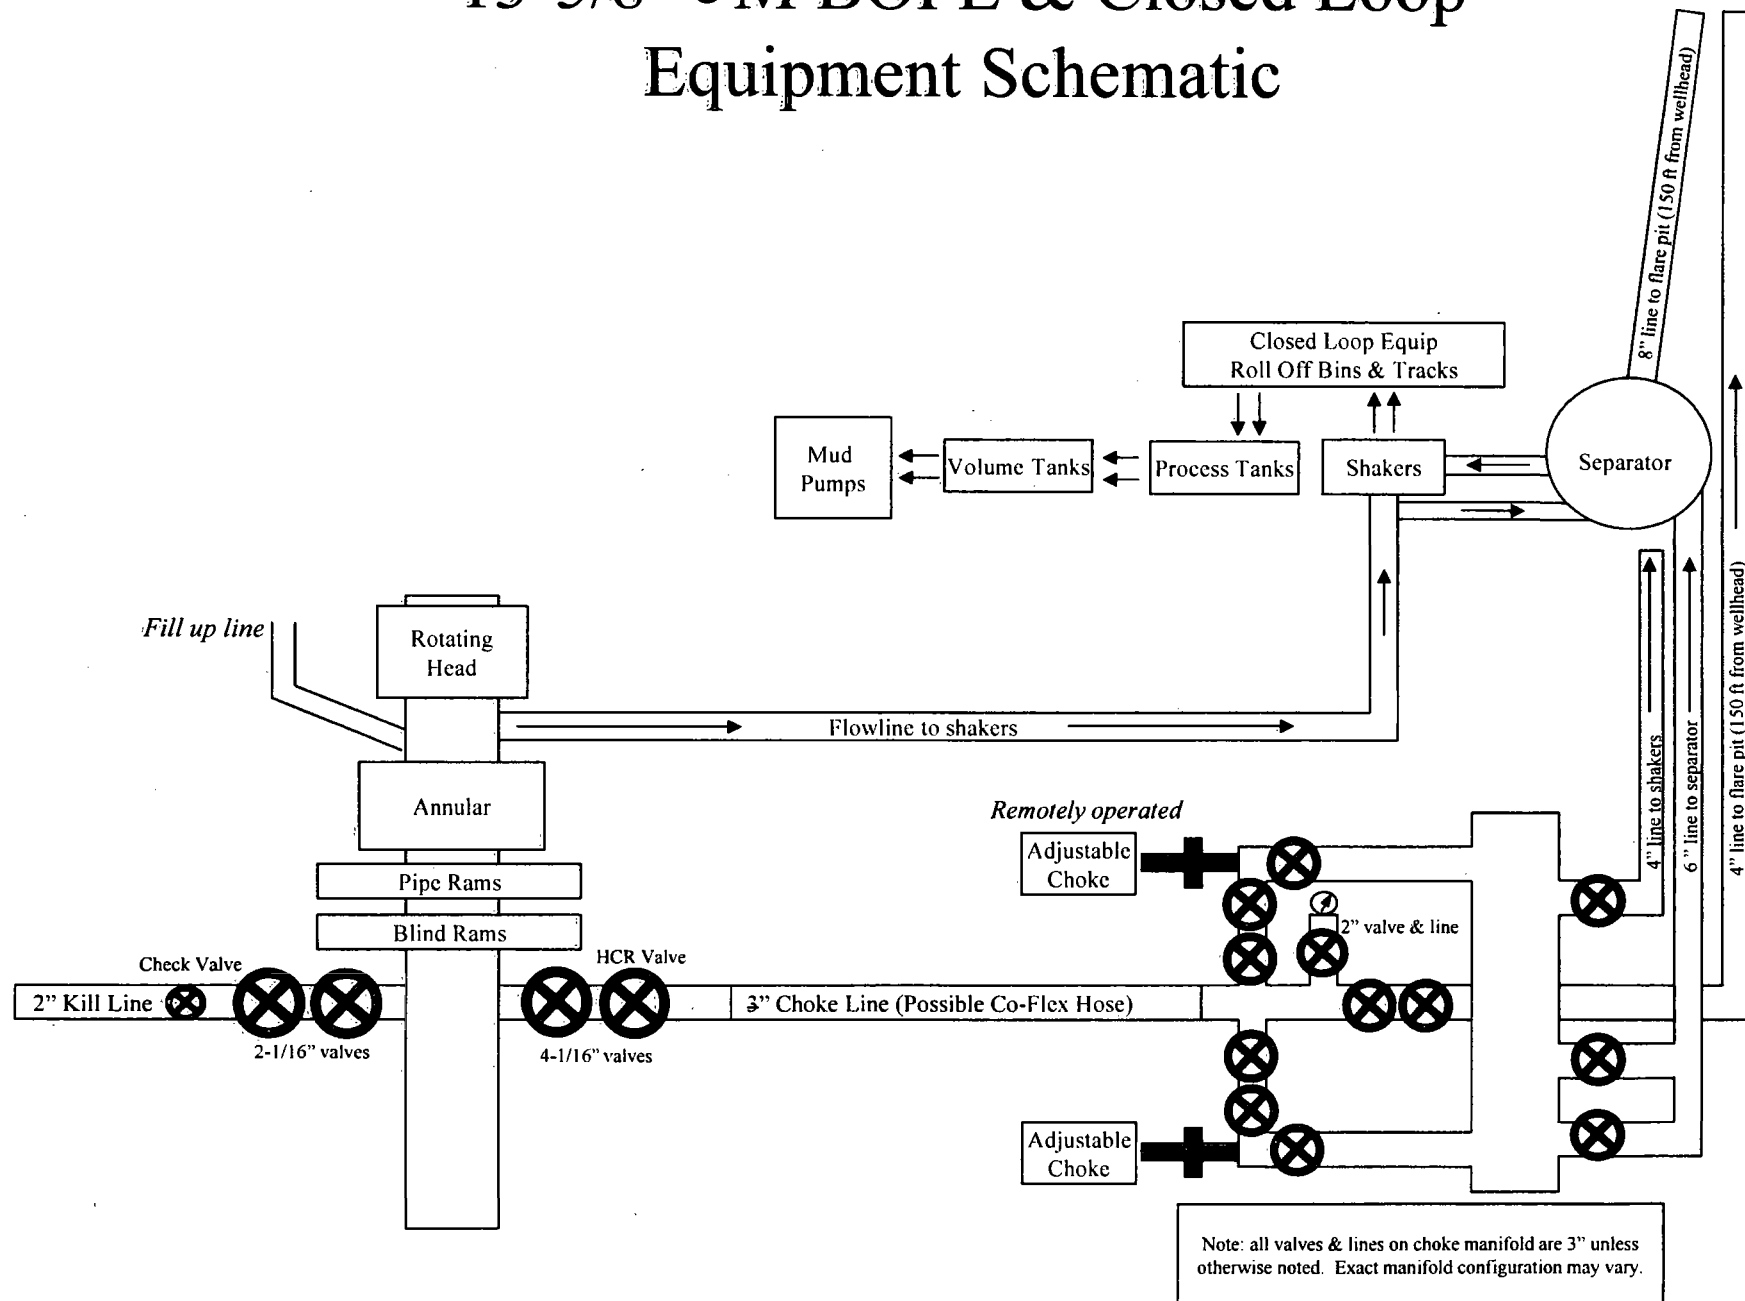 & Closed Loop
Equipment Schematic
8" line to flare pit (150 ft from wellhead)
Closed Loop Equip
Roll Off Bins & Tracks
Mud
Pumps
Volume Tanks
Process Tanks
Shakers
Separator
Fill up line
Rotating
Head
Flowline to shakers
Annular
Pipe Rams
Blind Rams
Check Valve
HCR Valve
2" Kill Line
3" Choke Line (Possible Co-Flex Hose)
2-1/16" valves
4-1/16" valves
Remotely operated
Adjustable
Choke
2" valve & line
Adjustable
Choke
4" line to shakers
6" line to separator
4" line to flare pit (150 ft from wellhead)
Note: all valves & lines on choke manifold are 3" unless
otherwise noted. Exact manifold configuration may vary.